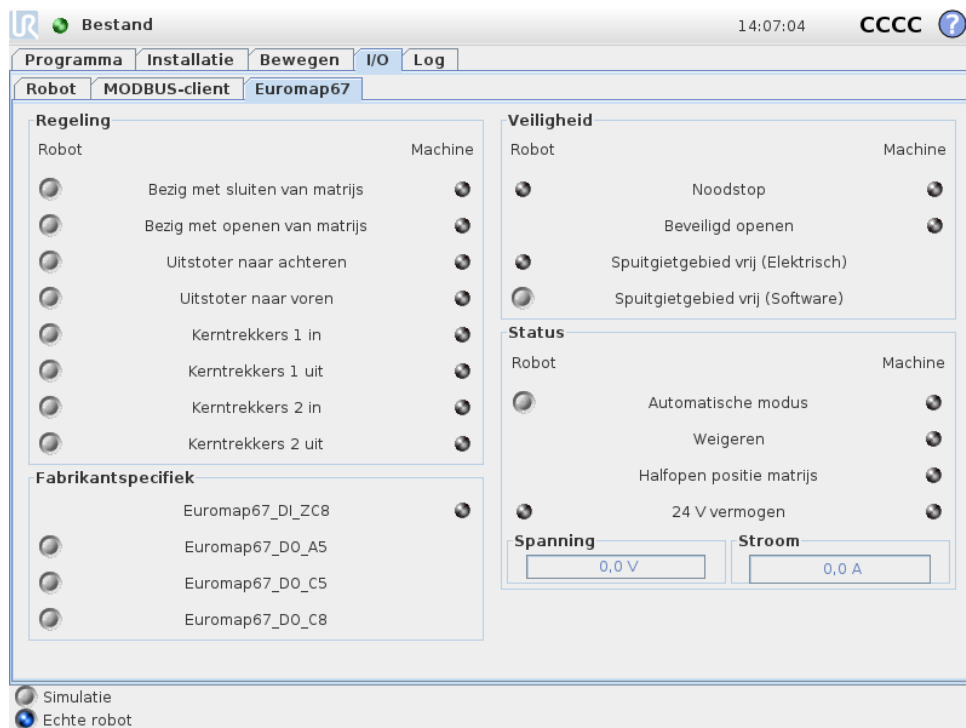 UR Bestand 14:07:04 CCCC ?
Programma Installatie Bewegen I/O Log
Robot MODBUS-client Euromap67
Regeling
Robot Machine
Bezig met sluiten van matrijs
Bezig met openen van matrijs
Uitstoter naar achteren
Uitstoter naar voren
Kerntrekkers 1 in
Kerntrekkers 1 uit
Kerntrekkers 2 in
Kerntrekkers 2 uit
Fabrikantspecifiek
Euromap67_DI_ZC8
Euromap67_DO_A5
Euromap67_DO_C5
Euromap67_DO_C8
Veiligheid
Robot Machine
Noodstop
Beveiligd openen
Spuitgietgebied vrij (Elektrisch)
Spuitgietgebied vrij (Software)
Status
Robot Machine
Automatische modus
Weigeren
Halfopen positie matrijs
24 V vermogen
Spanning Stroom
0,0 V 0,0 A
Simulatie
Echte robot